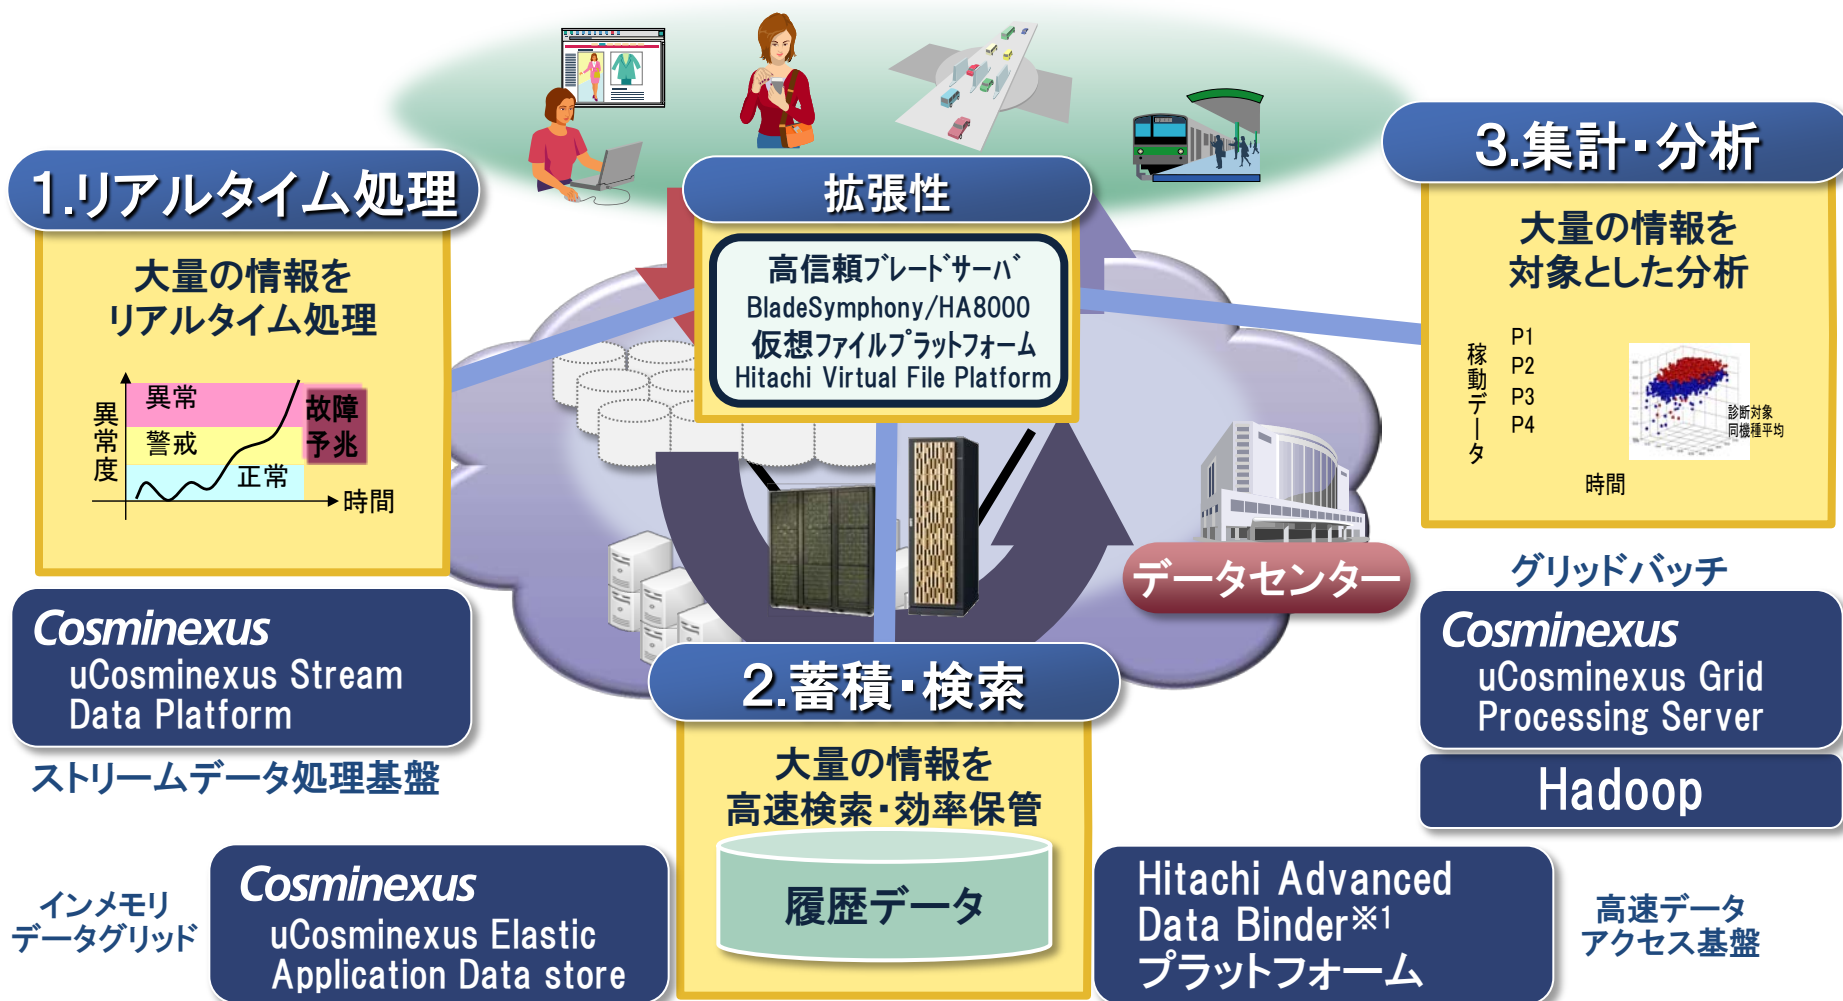 1.リアルタイム処理
大量の情報を
リアルタイム処理
異常度
異常
警戒
正常
故障
予兆
時間
Cosminexus
uCosminexus Stream
Data Platform
ストリームデータ処理基盤
拡張性
高信頼ブレードサーバ
BladeSymphony/HA8000
仮想ファイルプラットフォーム
Hitachi Virtual File Platform
データセンター
3.集計・分析
大量の情報を
対象とした分析
稼動データ
P1
P2
P3
P4
診断対象
同機種平均
時間
グリッドバッチ
Cosminexus
uCosminexus Grid
Processing Server
Hadoop
2.蓄積・検索
大量の情報を
高速検索・効率保管
履歴データ
インメモリ
データグリッド
Cosminexus
uCosminexus Elastic
Application Data store
Hitachi Advanced
Data Binder※1
プラットフォーム
高速データ
アクセス基盤